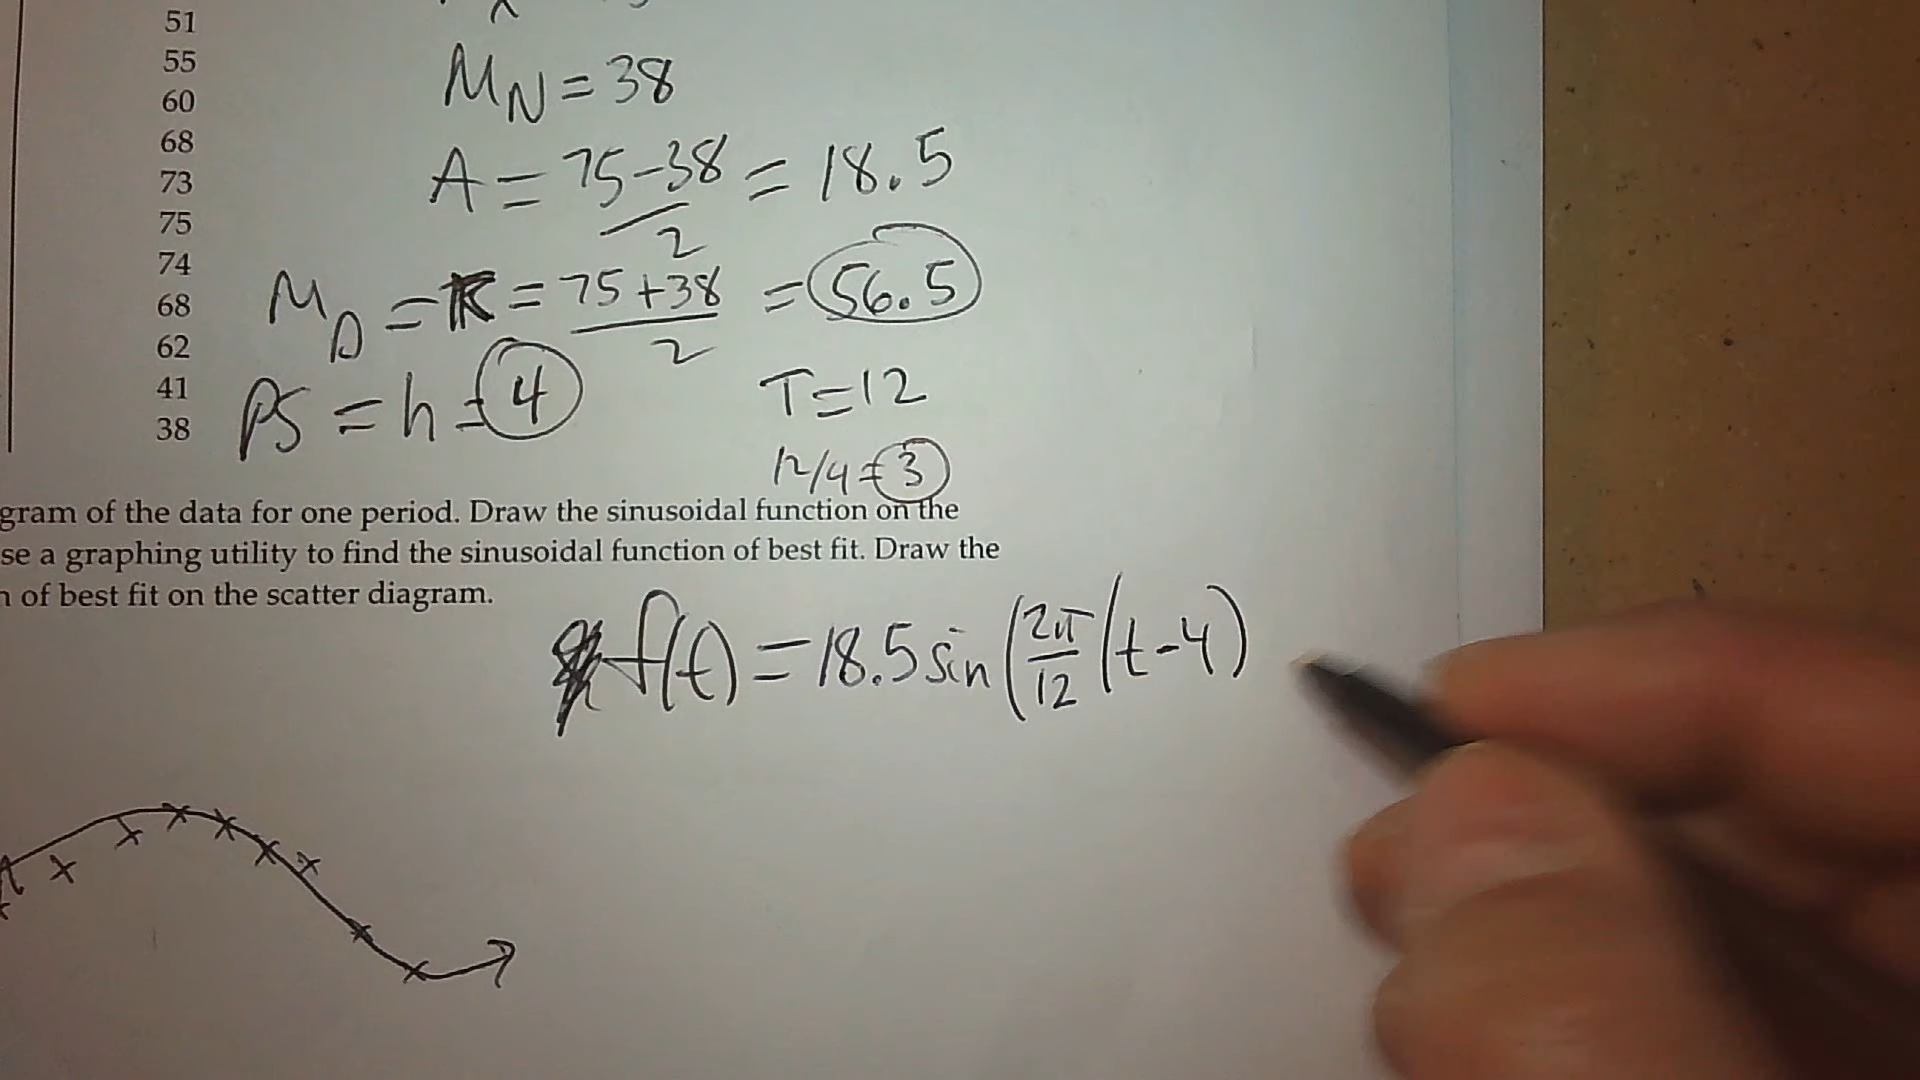 51
55
60
68
73
75
74
68
62
41
38
M_N = 38
A = 75-38/2 = 18.5
M_D = K = 75+38/2 = 56.5
PS = h = 4
T = 12
12/4 = 3
gram of the data for one period. Draw the sinusoidal function on the
se a graphing utility to find the sinusoidal function of best fit. Draw the
n of best fit on the scatter diagram.
f(t) = 18.5 sin(2π/12(t-4)